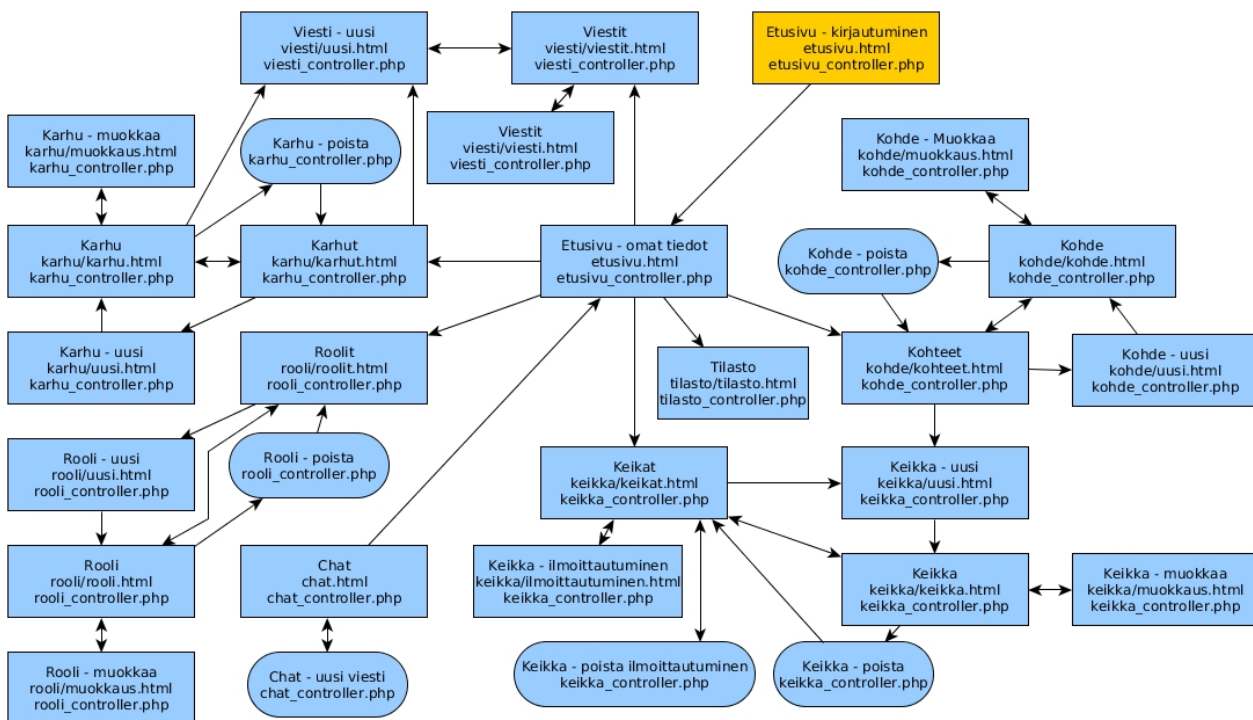 Viesti - uusi
viesti/uusi.html
viesti_controller.php
Viestit
viesti/viestit.html
viesti_controller.php
Etusivu - kirjautuminen
etusivu.html
etusivu_controller.php
Karhu - muokkaa
karhu/muokkaus.html
karhu_controller.php
Karhu - poista
karhu_controller.php
Viestit
viesti/viesti.html
viesti_controller.php
Kohde - Muokkaa
kohde/muokkaus.html
kohde_controller.php
Karhu
karhu/karhu.html
karhu_controller.php
Karhut
karhu/karhut.html
karhu_controller.php
Etusivu - omat tiedot
etusivu.html
etusivu_controller.php
Kohde - poista
kohde_controller.php
Kohde
kohde/kohde.html
kohde_controller.php
Karhu - uusi
karhu/uusi.html
karhu_controller.php
Roolit
rooli/roolit.html
rooli_controller.php
Tilasto
tilasto/tilasto.html
tilasto_controller.php
Kohteet
kohde/kohteet.html
kohde_controller.php
Kohde - uusi
kohde/uusi.html
kohde_controller.php
Rooli - uusi
rooli/uusi.html
rooli_controller.php
Rooli - poista
rooli_controller.php
Keikat
keikka/keikat.html
keikka_controller.php
Keikka - uusi
keikka/uusi.html
keikka_controller.php
Rooli
rooli/rooli.html
rooli_controller.php
Chat
chat.html
chat_controller.php
Keikka - ilmoittautuminen
keikka/ilmoittautuminen.html
keikka_controller.php
Keikka
keikka/keikka.html
keikka_controller.php
Keikka - muokkaa
keikka/muokkaus.html
keikka_controller.php
Rooli - muokkaa
rooli/muokkaus.html
rooli_controller.php
Chat - uusi viesti
chat_controller.php
Keikka - poista ilmoittautuminen
keikka_controller.php
Keikka - poista
keikka_controller.php